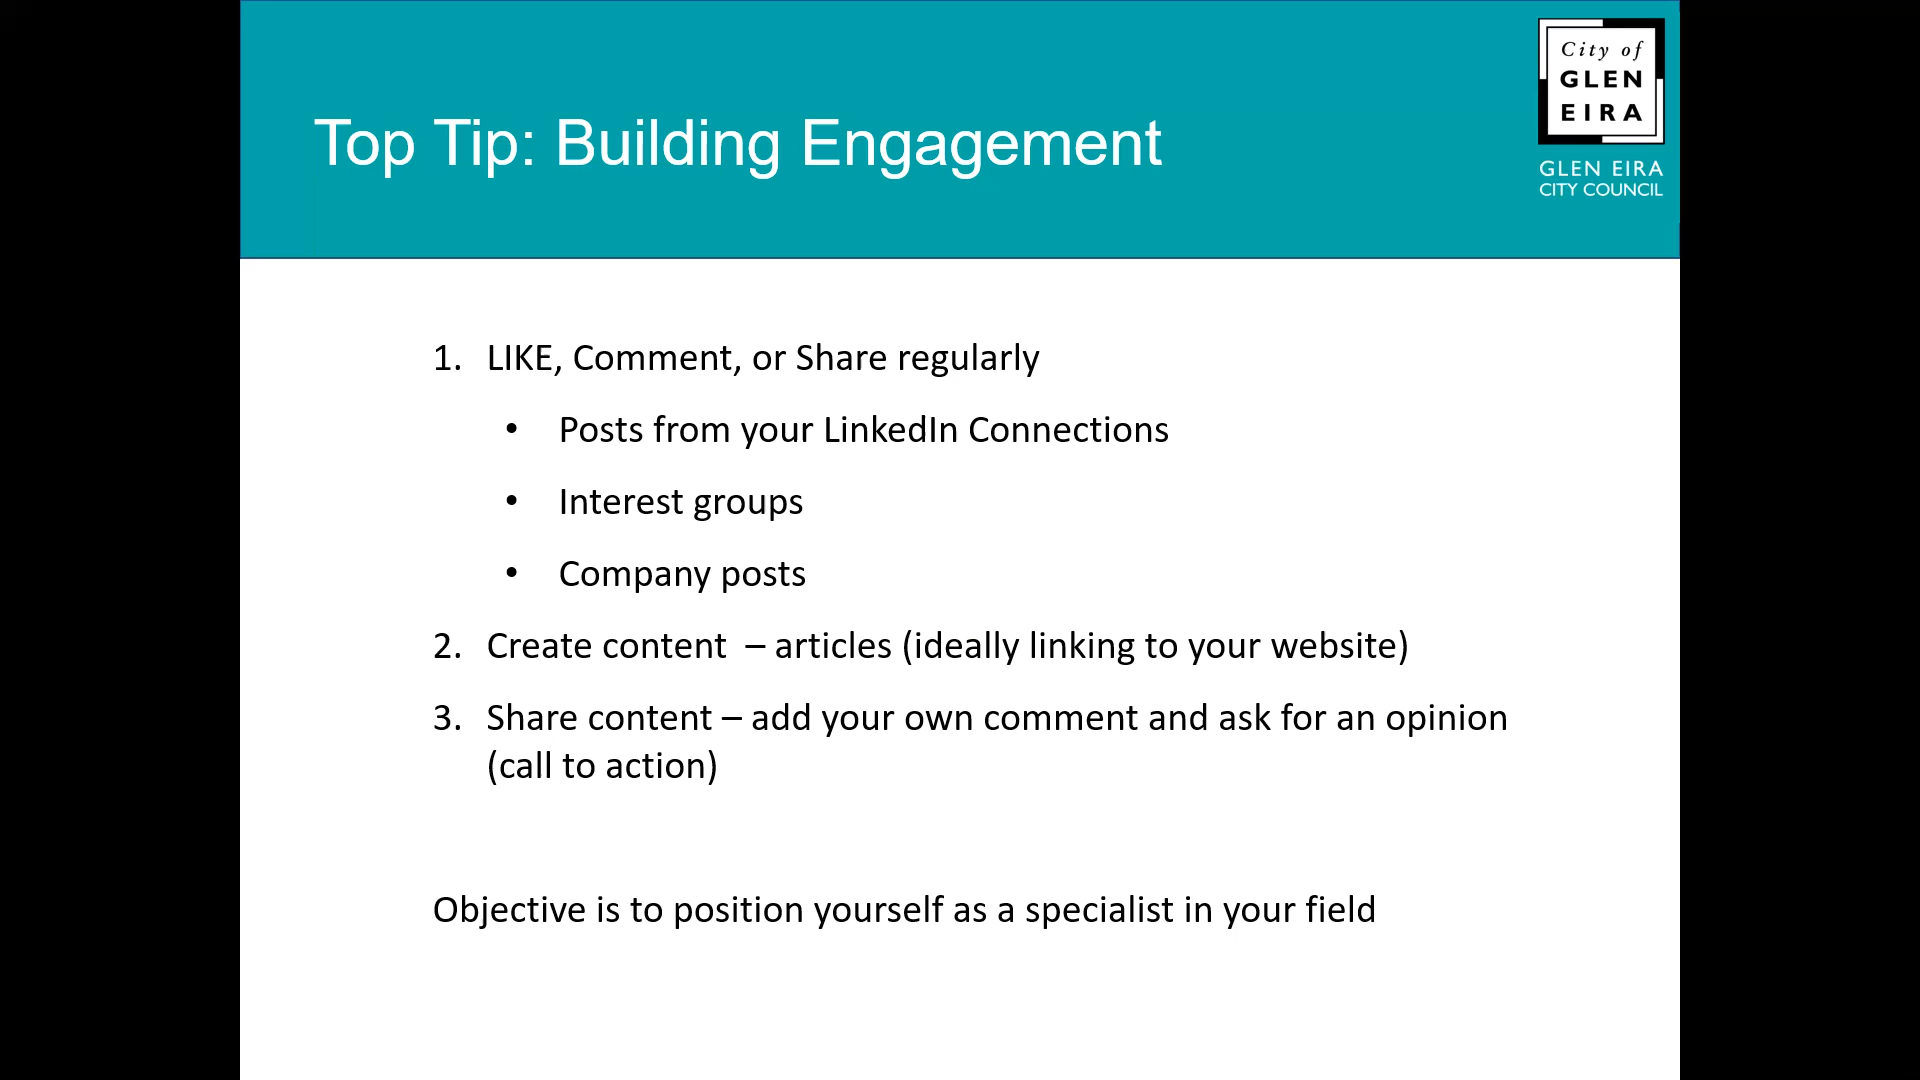 City of
GLEN
EIRA
GLEN EIRA
CITY COUNCIL
Top Tip: Building Engagement
1. LIKE, Comment, or Share regularly
• Posts from your LinkedIn Connections
• Interest groups
• Company posts
2. Create content – articles (ideally linking to your website)
3. Share content – add your own comment and ask for an opinion
(call to action)
Objective is to position yourself as a specialist in your field